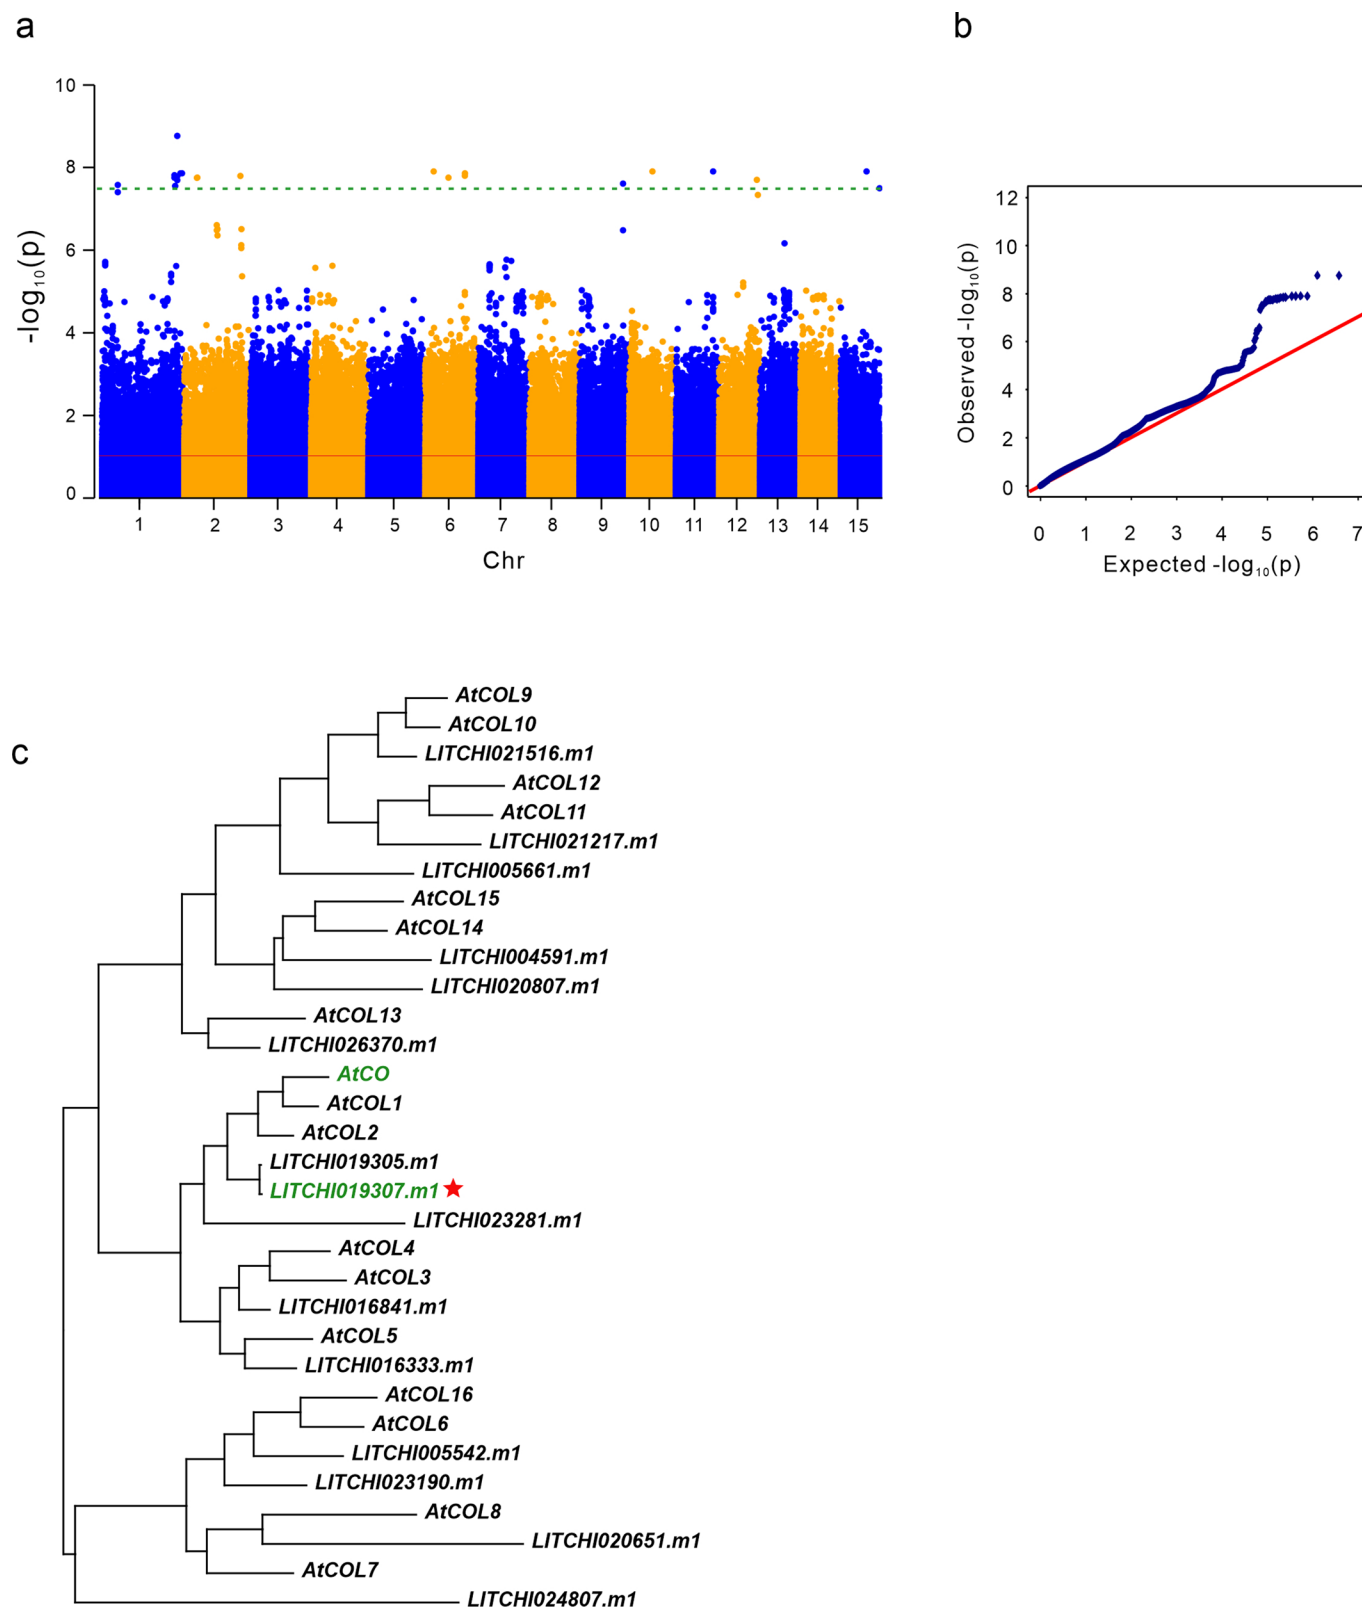 a
10
8
6
4
2
0
-log10(p)
1 2 3 4 5 6 7 8 9 10 11 12 13 14 15
Chr
b
12
10
8
6
4
2
0
Observed -log10(p)
0 1 2 3 4 5 6 7
Expected -log10(p)
c
AtCOL9
AtCOL10
LITCHI021516.m1
AtCOL12
AtCOL11
LITCHI021217.m1
LITCHI005661.m1
AtCOL15
AtCOL14
LITCHI004591.m1
LITCHI020807.m1
AtCOL13
LITCHI026370.m1
AtCO
AtCOL1
AtCOL2
LITCHI019305.m1
LITCHI019307.m1
LITCHI023281.m1
AtCOL4
AtCOL3
LITCHI016841.m1
AtCOL5
LITCHI016333.m1
AtCOL16
AtCOL6
LITCHI005542.m1
LITCHI023190.m1
AtCOL8
LITCHI020651.m1
AtCOL7
LITCHI024807.m1